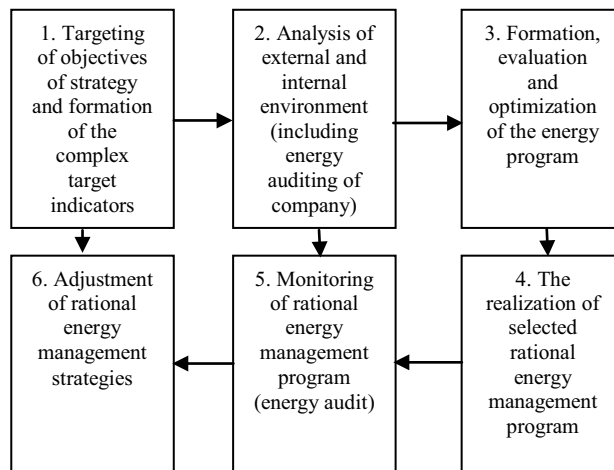 1. Targeting
of objectives
of strategy
and formation
of the
complex
target
indicators
2. Analysis of
external and
internal
environment
(including
energy
auditing of
company)
3. Formation,
evaluation
and
optimization
of the energy
program
6. Adjustment
of rational
energy
management
strategies
5. Monitoring
of rational
energy
management
program
(energy audit)
4. The
realization of
selected
rational
energy
management
program